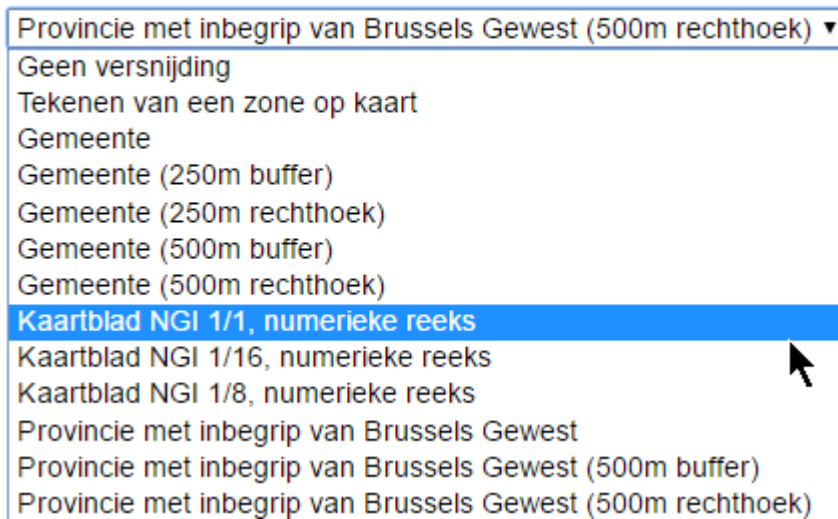 Provincie met inbegrip van Brussels Gewest (500m rechthoek)
Geen versnijding
Tekenen van een zone op kaart
Gemeente
Gemeente (250m buffer)
Gemeente (250m rechthoek)
Gemeente (500m buffer)
Gemeente (500m rechthoek)
Kaartblad NGI 1/1, numerieke reeks
Kaartblad NGI 1/16, numerieke reeks
Kaartblad NGI 1/8, numerieke reeks
Provincie met inbegrip van Brussels Gewest
Provincie met inbegrip van Brussels Gewest (500m buffer)
Provincie met inbegrip van Brussels Gewest (500m rechthoek)